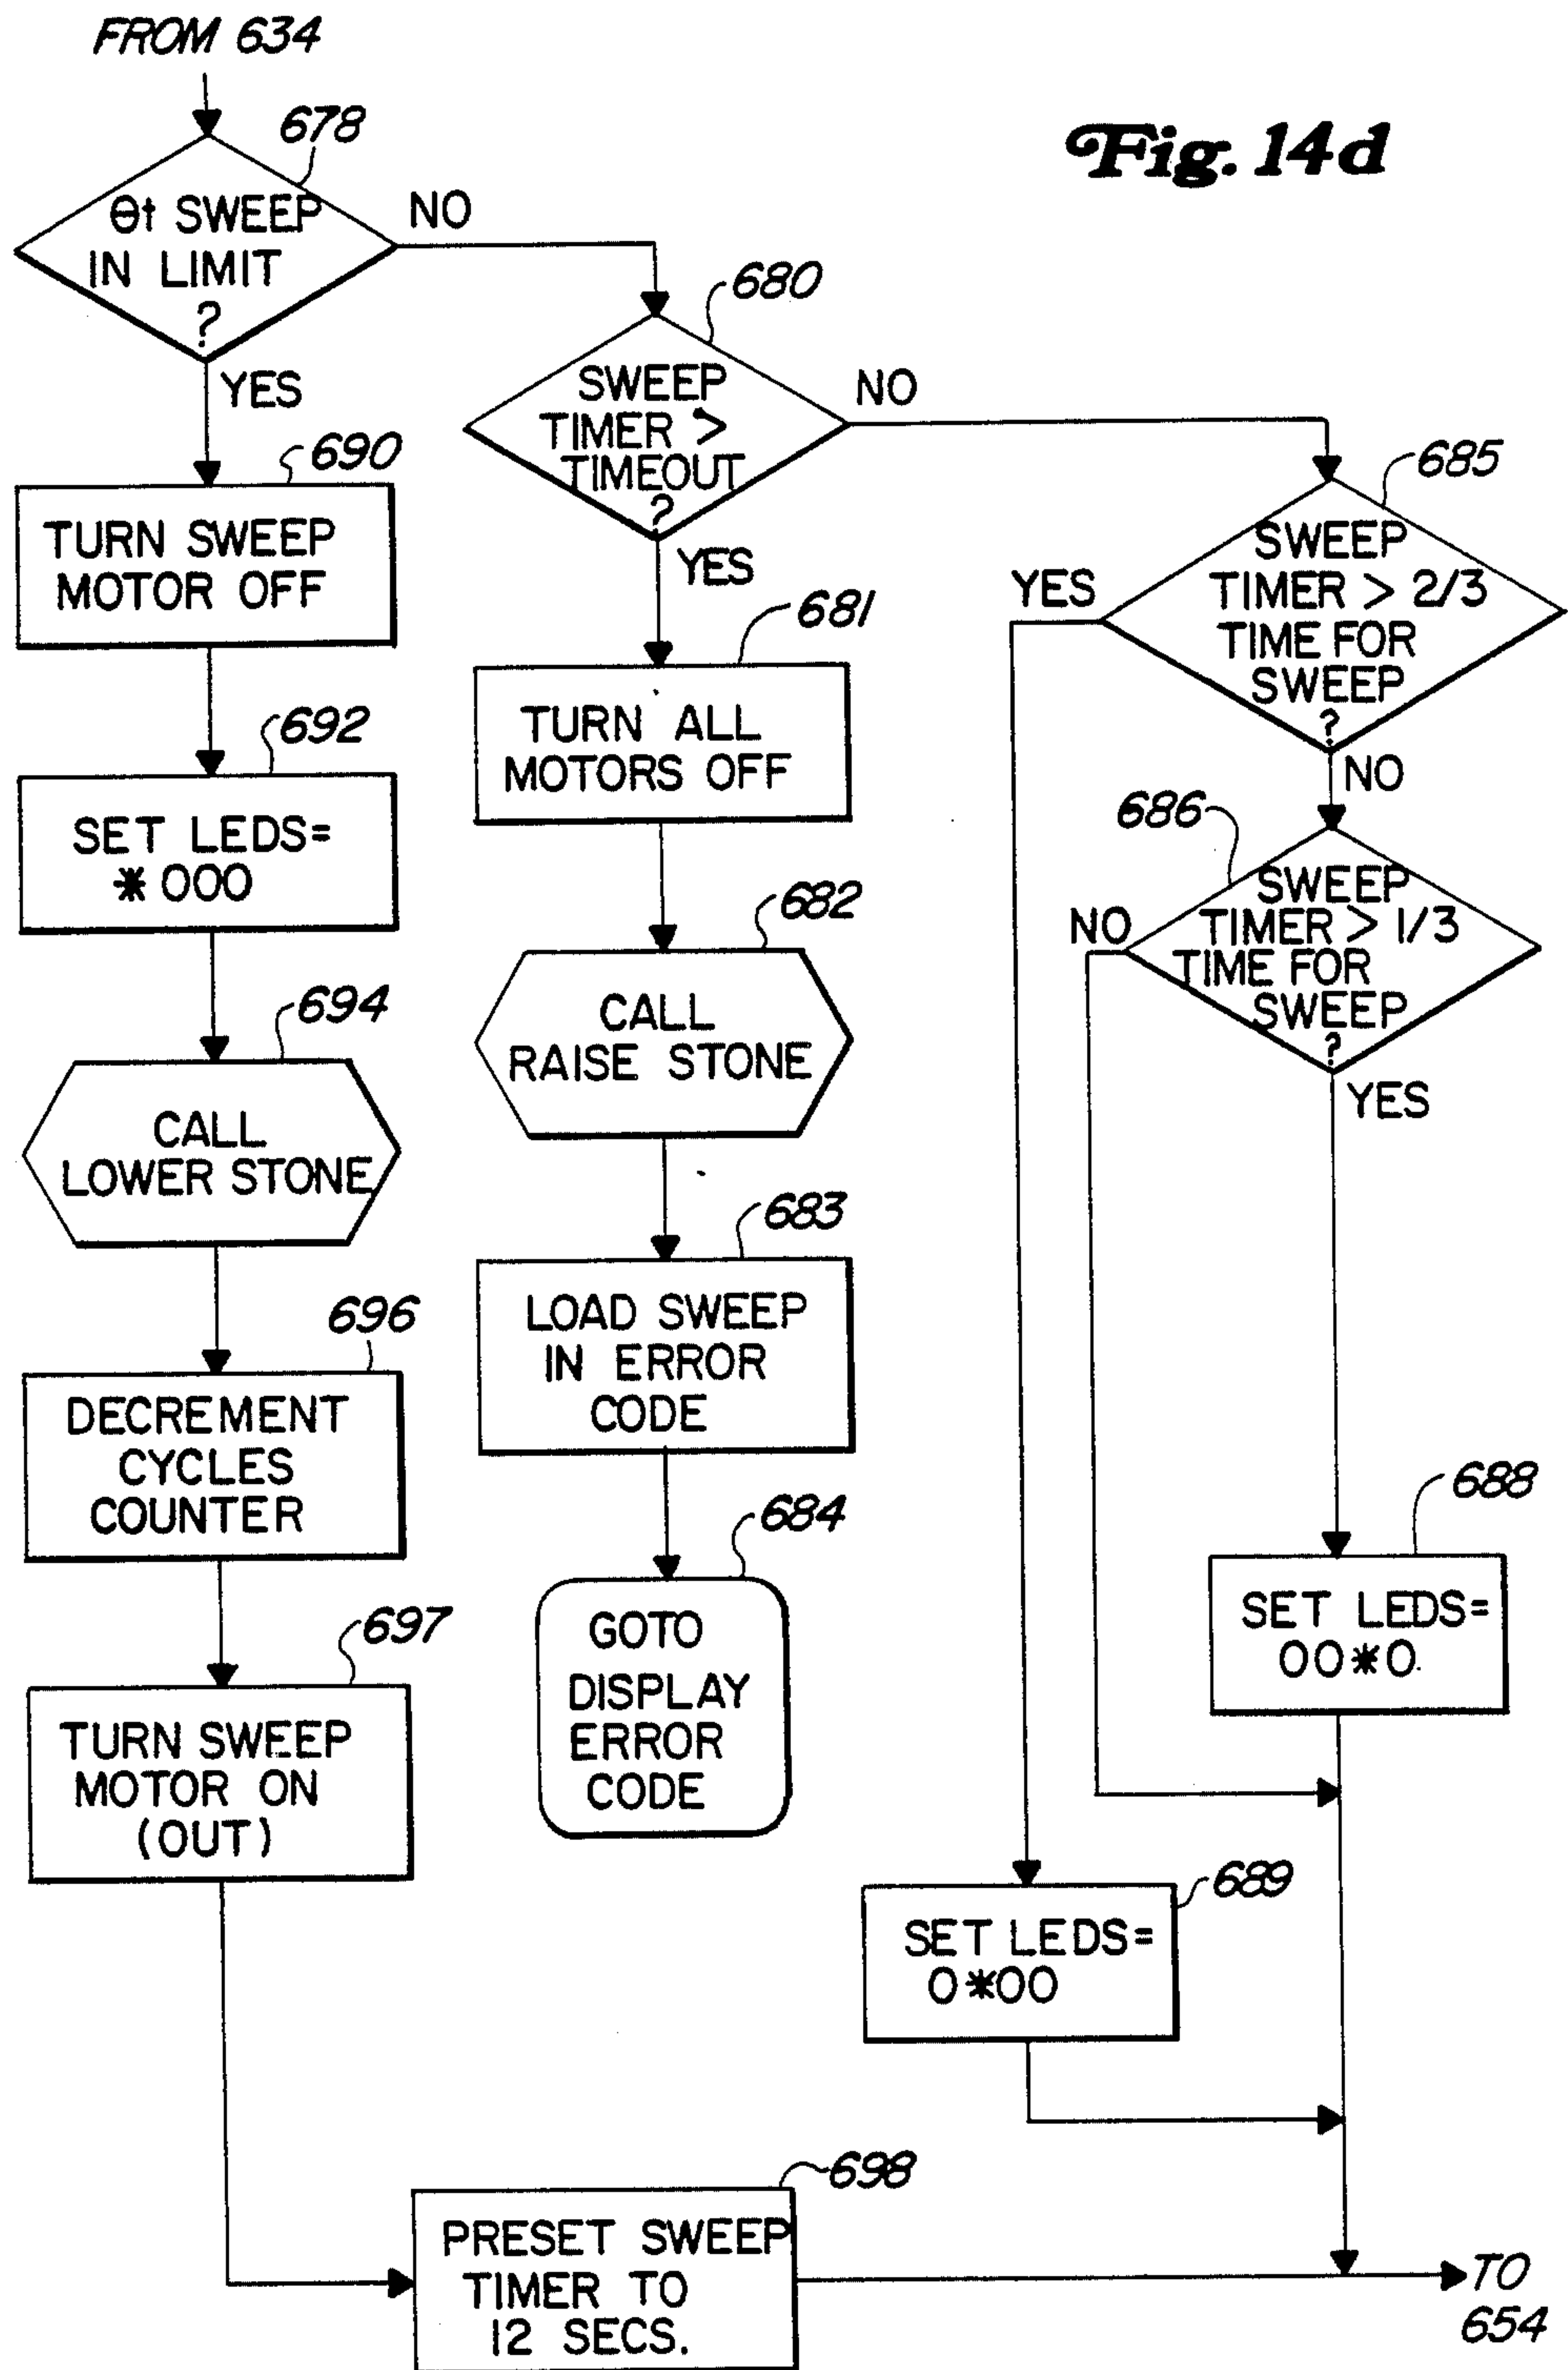 FROM 634
Fig. 14d
678
Θt SWEEP
IN LIMIT
?
NO
YES
680
SWEEP
TIMER >
TIMEOUT
?
NO
YES
685
SWEEP
TIMER > 2/3
TIME FOR
SWEEP
?
YES
NO
686
SWEEP
TIMER > 1/3
TIME FOR
SWEEP
?
NO
YES
690
TURN SWEEP
MOTOR OFF
692
SET LEDS=
*000
694
CALL
LOWER STONE
696
DECREMENT
CYCLES
COUNTER
697
TURN SWEEP
MOTOR ON
(OUT)
681
TURN ALL
MOTORS OFF
682
CALL
RAISE STONE
683
LOAD SWEEP
IN ERROR
CODE
684
GOTO
DISPLAY
ERROR
CODE
688
SET LEDS=
00*0
689
SET LEDS=
0*00
698
PRESET SWEEP
TIMER TO
12 SECS.
TO
654